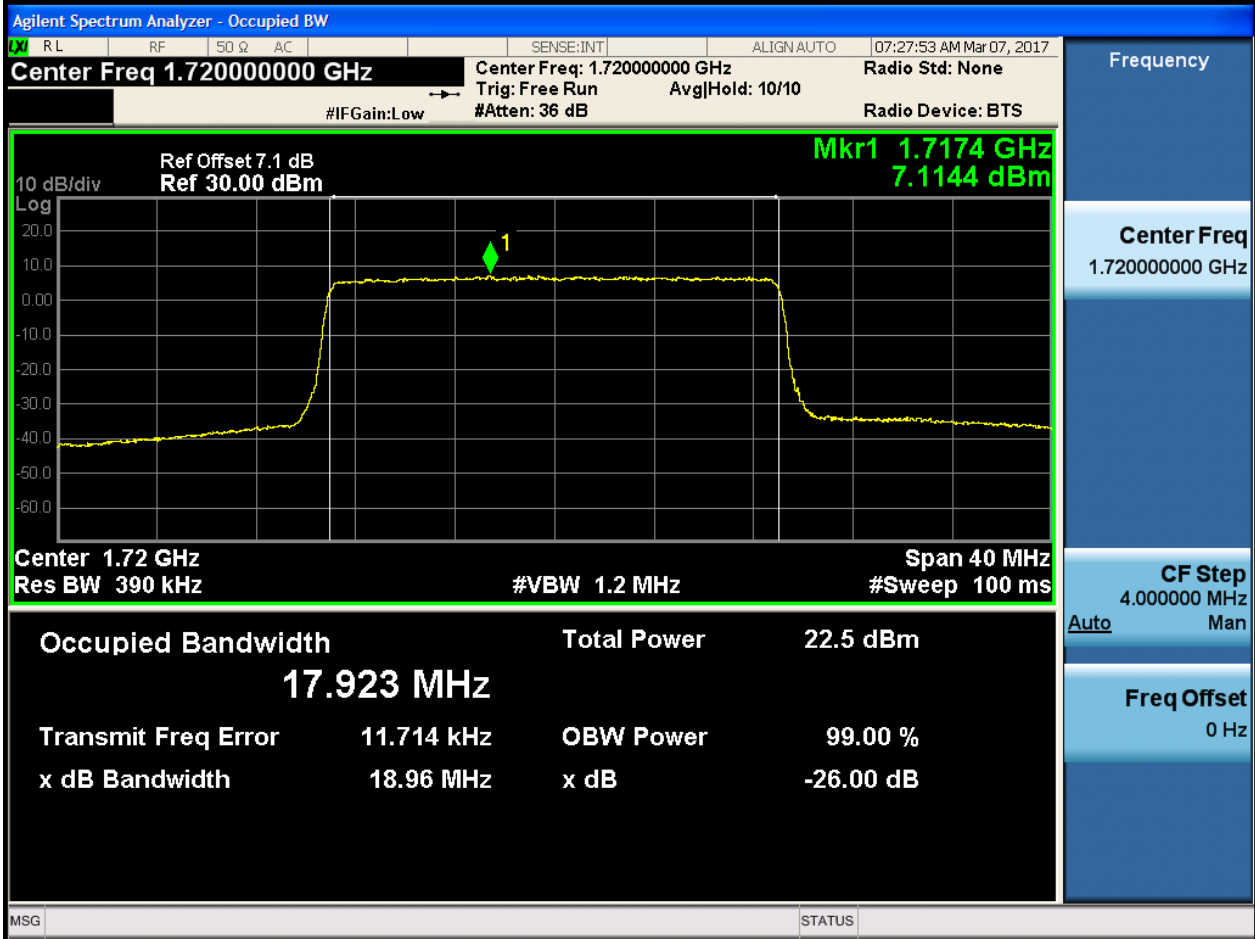 Agilent Spectrum Analyzer - Occupied BW
LXI RL RF 50 Ω AC SENSE:INT ALIGN AUTO 07:27:53 AM Mar 07, 2017
Center Freq 1.720000000 GHz
Center Freq: 1.720000000 GHz
Radio Std: None
Trig: Free Run Avg|Hold: 10/10
#IFGain:Low
#Atten: 36 dB
Radio Device: BTS
Mkr1 1.7174 GHz
7.1144 dBm
Ref Offset 7.1 dB
10 dB/div Ref 30.00 dBm
Log
20.0
10.0
0.00
-10.0
-20.0
-30.0
-40.0
-50.0
-60.0
1
Center 1.72 GHz Span 40 MHz
Res BW 390 kHz #VBW 1.2 MHz #Sweep 100 ms
Occupied Bandwidth
17.923 MHz
Total Power 22.5 dBm
Transmit Freq Error 11.714 kHz OBW Power 99.00 %
x dB Bandwidth 18.96 MHz x dB -26.00 dB
Frequency
Center Freq
1.720000000 GHz
CF Step
4.000000 MHz
Auto Man
Freq Offset
0 Hz
MSG STATUS